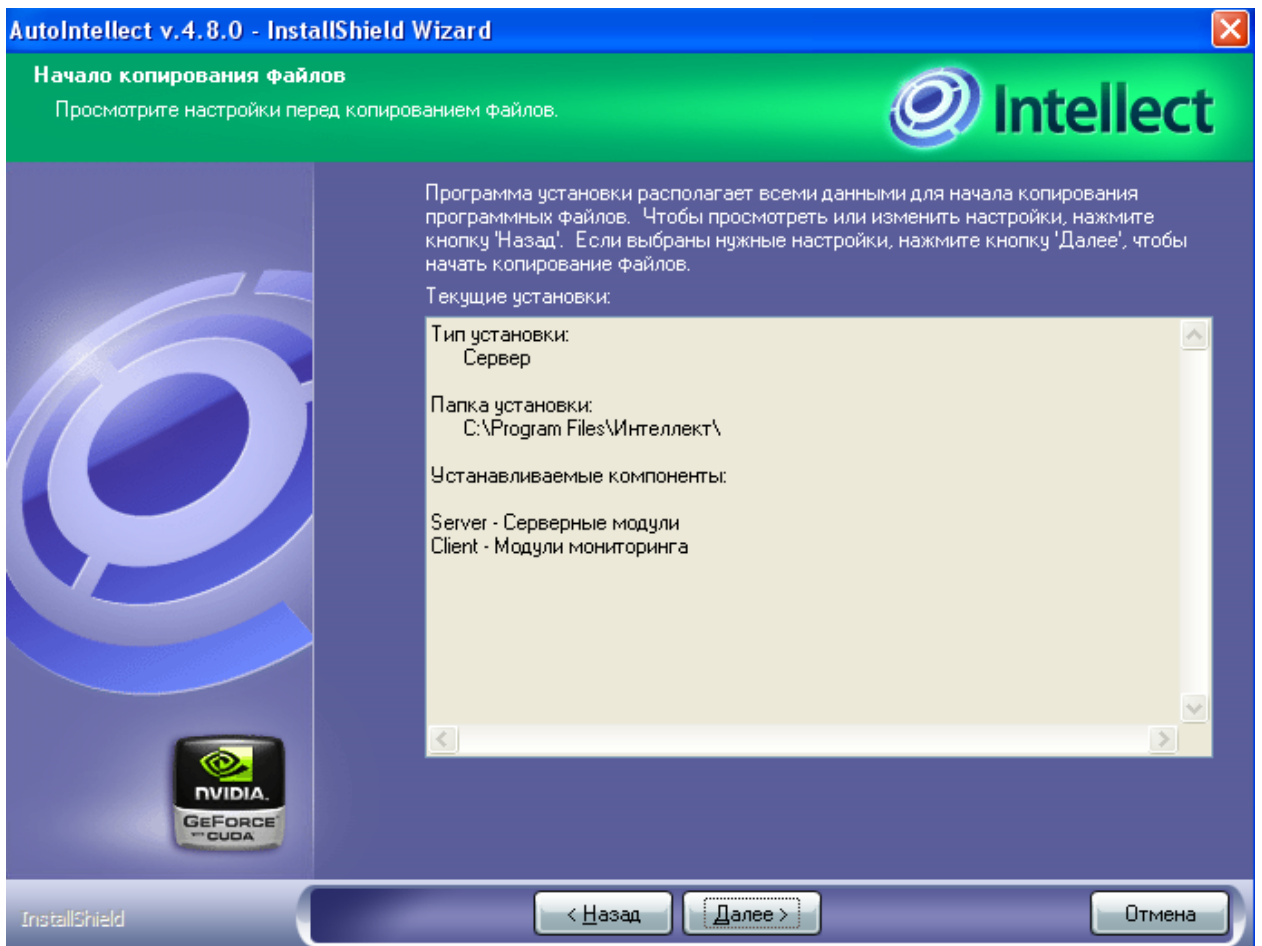 AutoIntellect v.4.8.0 - InstallShield Wizard
Начало копирования файлов
Просмотрите настройки перед копированием файлов.
Intellect
Программа установки располагает всеми данными для начала копирования
программных файлов.  Чтобы просмотреть или изменить настройки, нажмите
кнопку 'Назад'.  Если выбраны нужные настройки, нажмите кнопку 'Далее', чтобы
начать копирование файлов.
Текущие установки:
Тип установки:
Сервер
Папка установки:
C:\Program Files\Интеллект\
Устанавливаемые компоненты:
Server - Серверные модули
Client - Модули мониторинга
NVIDIA.
GEFORCE
WITH CUDA
InstallShield
< Назад
Далее >
Отмена